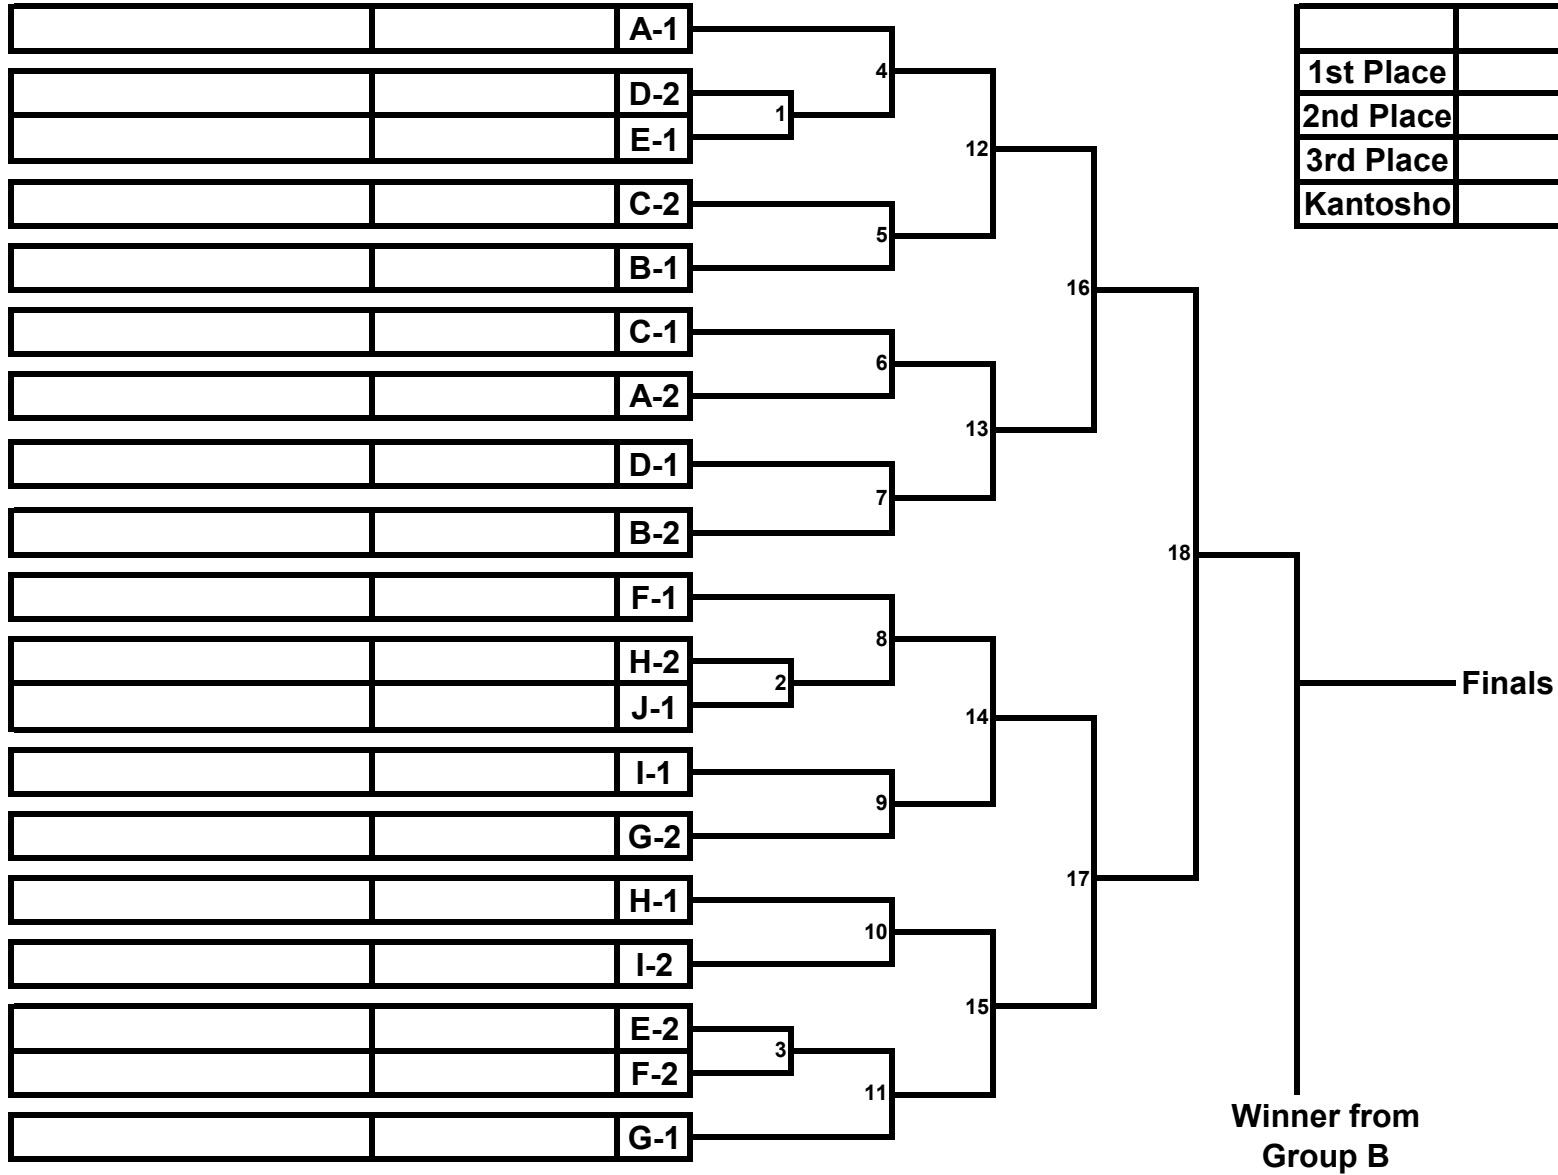 A-1
D-2
E-1
C-2
B-1
C-1
A-2
D-1
B-2
F-1
H-2
J-1
I-1
G-2
H-1
I-2
E-2
F-2
G-1
1
2
3
4
5
6
7
8
9
10
11
12
13
14
15
16
17
18
1st Place
2nd Place
3rd Place
Kantosho
Finals
Winner from
Group B